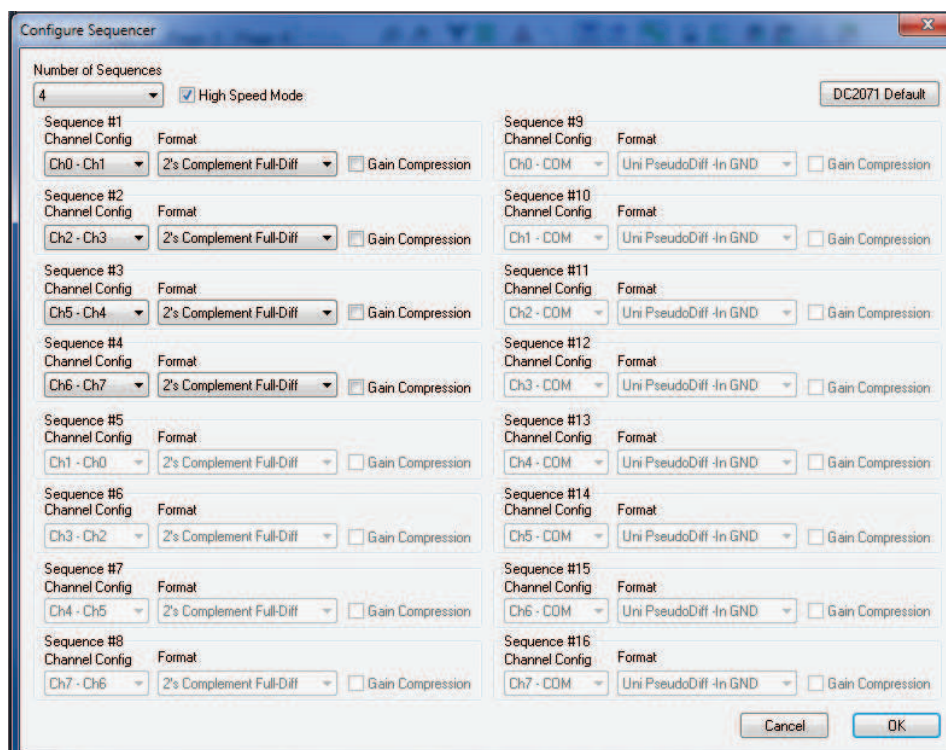 Configure Sequencer
Number of Sequences
4 High Speed Mode DC2071 Default
Sequence #1
Channel Config Format
Ch0 - Ch1 2's Complement Full-Diff Gain Compression
Sequence #2
Channel Config Format
Ch2 - Ch3 2's Complement Full-Diff Gain Compression
Sequence #3
Channel Config Format
Ch5 - Ch4 2's Complement Full-Diff Gain Compression
Sequence #4
Channel Config Format
Ch6 - Ch7 2's Complement Full-Diff Gain Compression
Sequence #5
Channel Config Format
Ch1 - Ch0 2's Complement Full-Diff Gain Compression
Sequence #6
Channel Config Format
Ch3 - Ch2 2's Complement Full-Diff Gain Compression
Sequence #7
Channel Config Format
Ch4 - Ch5 2's Complement Full-Diff Gain Compression
Sequence #8
Channel Config Format
Ch7 - Ch6 2's Complement Full-Diff Gain Compression
Sequence #9
Channel Config Format
Ch0 - COM Uni PseudoDiff -In GND Gain Compression
Sequence #10
Channel Config Format
Ch1 - COM Uni PseudoDiff -In GND Gain Compression
Sequence #11
Channel Config Format
Ch2 - COM Uni PseudoDiff -In GND Gain Compression
Sequence #12
Channel Config Format
Ch3 - COM Uni PseudoDiff -In GND Gain Compression
Sequence #13
Channel Config Format
Ch4 - COM Uni PseudoDiff -In GND Gain Compression
Sequence #14
Channel Config Format
Ch5 - COM Uni PseudoDiff -In GND Gain Compression
Sequence #15
Channel Config Format
Ch6 - COM Uni PseudoDiff -In GND Gain Compression
Sequence #16
Channel Config Format
Ch7 - COM Uni PseudoDiff -In GND Gain Compression
Cancel OK